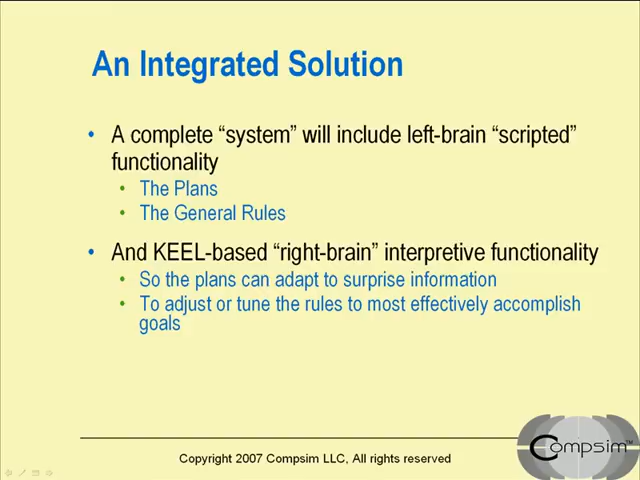 An Integrated Solution
• A complete “system” will include left-brain “scripted”
functionality
• The Plans
• The General Rules
• And KEEL-based “right-brain” interpretive functionality
• So the plans can adapt to surprise information
• To adjust or tune the rules to most effectively accomplish
goals
Copyright 2007 Compsim LLC, All rights reserved
Compsim™